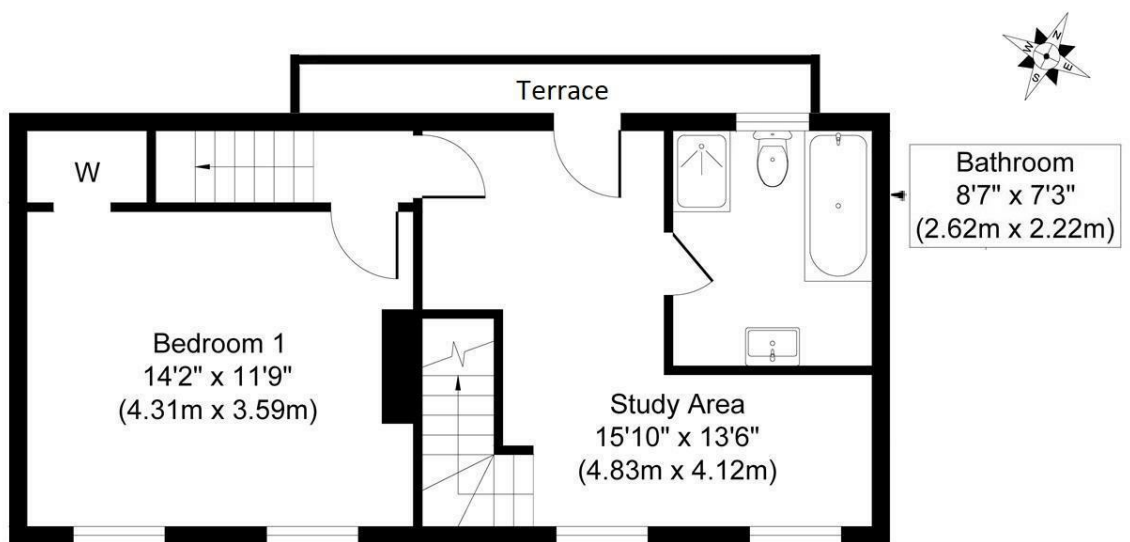 Terrace
N
W
E
S
W
Bathroom
8'7" x 7'3"
(2.62m x 2.22m)
Bedroom 1
14'2" x 11'9"
(4.31m x 3.59m)
Study Area
15'10" x 13'6"
(4.83m x 4.12m)